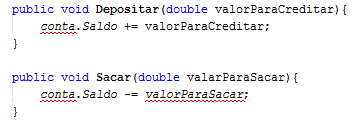 public void Depositar(double valorParaCreditar){
conta.Saldo += valorParaCreditar;
}
public void Sacar(double valarParaSacar){
conta.Saldo -= valorParaSacar;
}